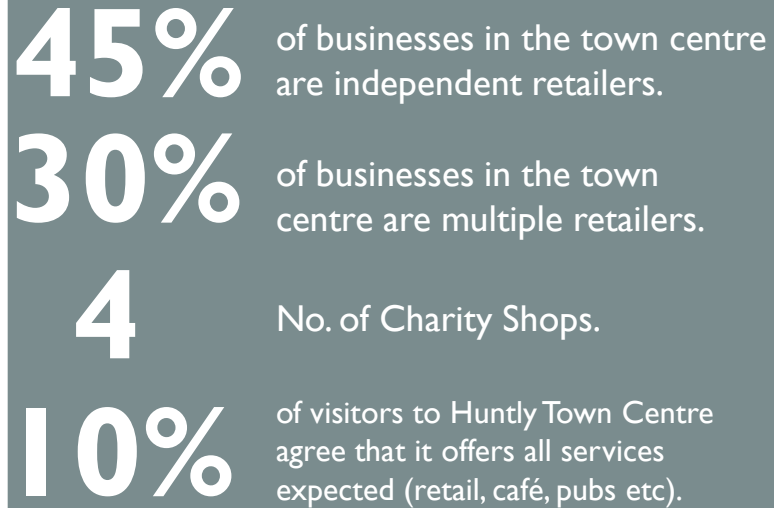 45%
of businesses in the town centre
are independent retailers.
30%
of businesses in the town
centre are multiple retailers.
4
No. of Charity Shops.
10%
of visitors to Huntly Town Centre
agree that it offers all services
expected (retail, café, pubs etc).